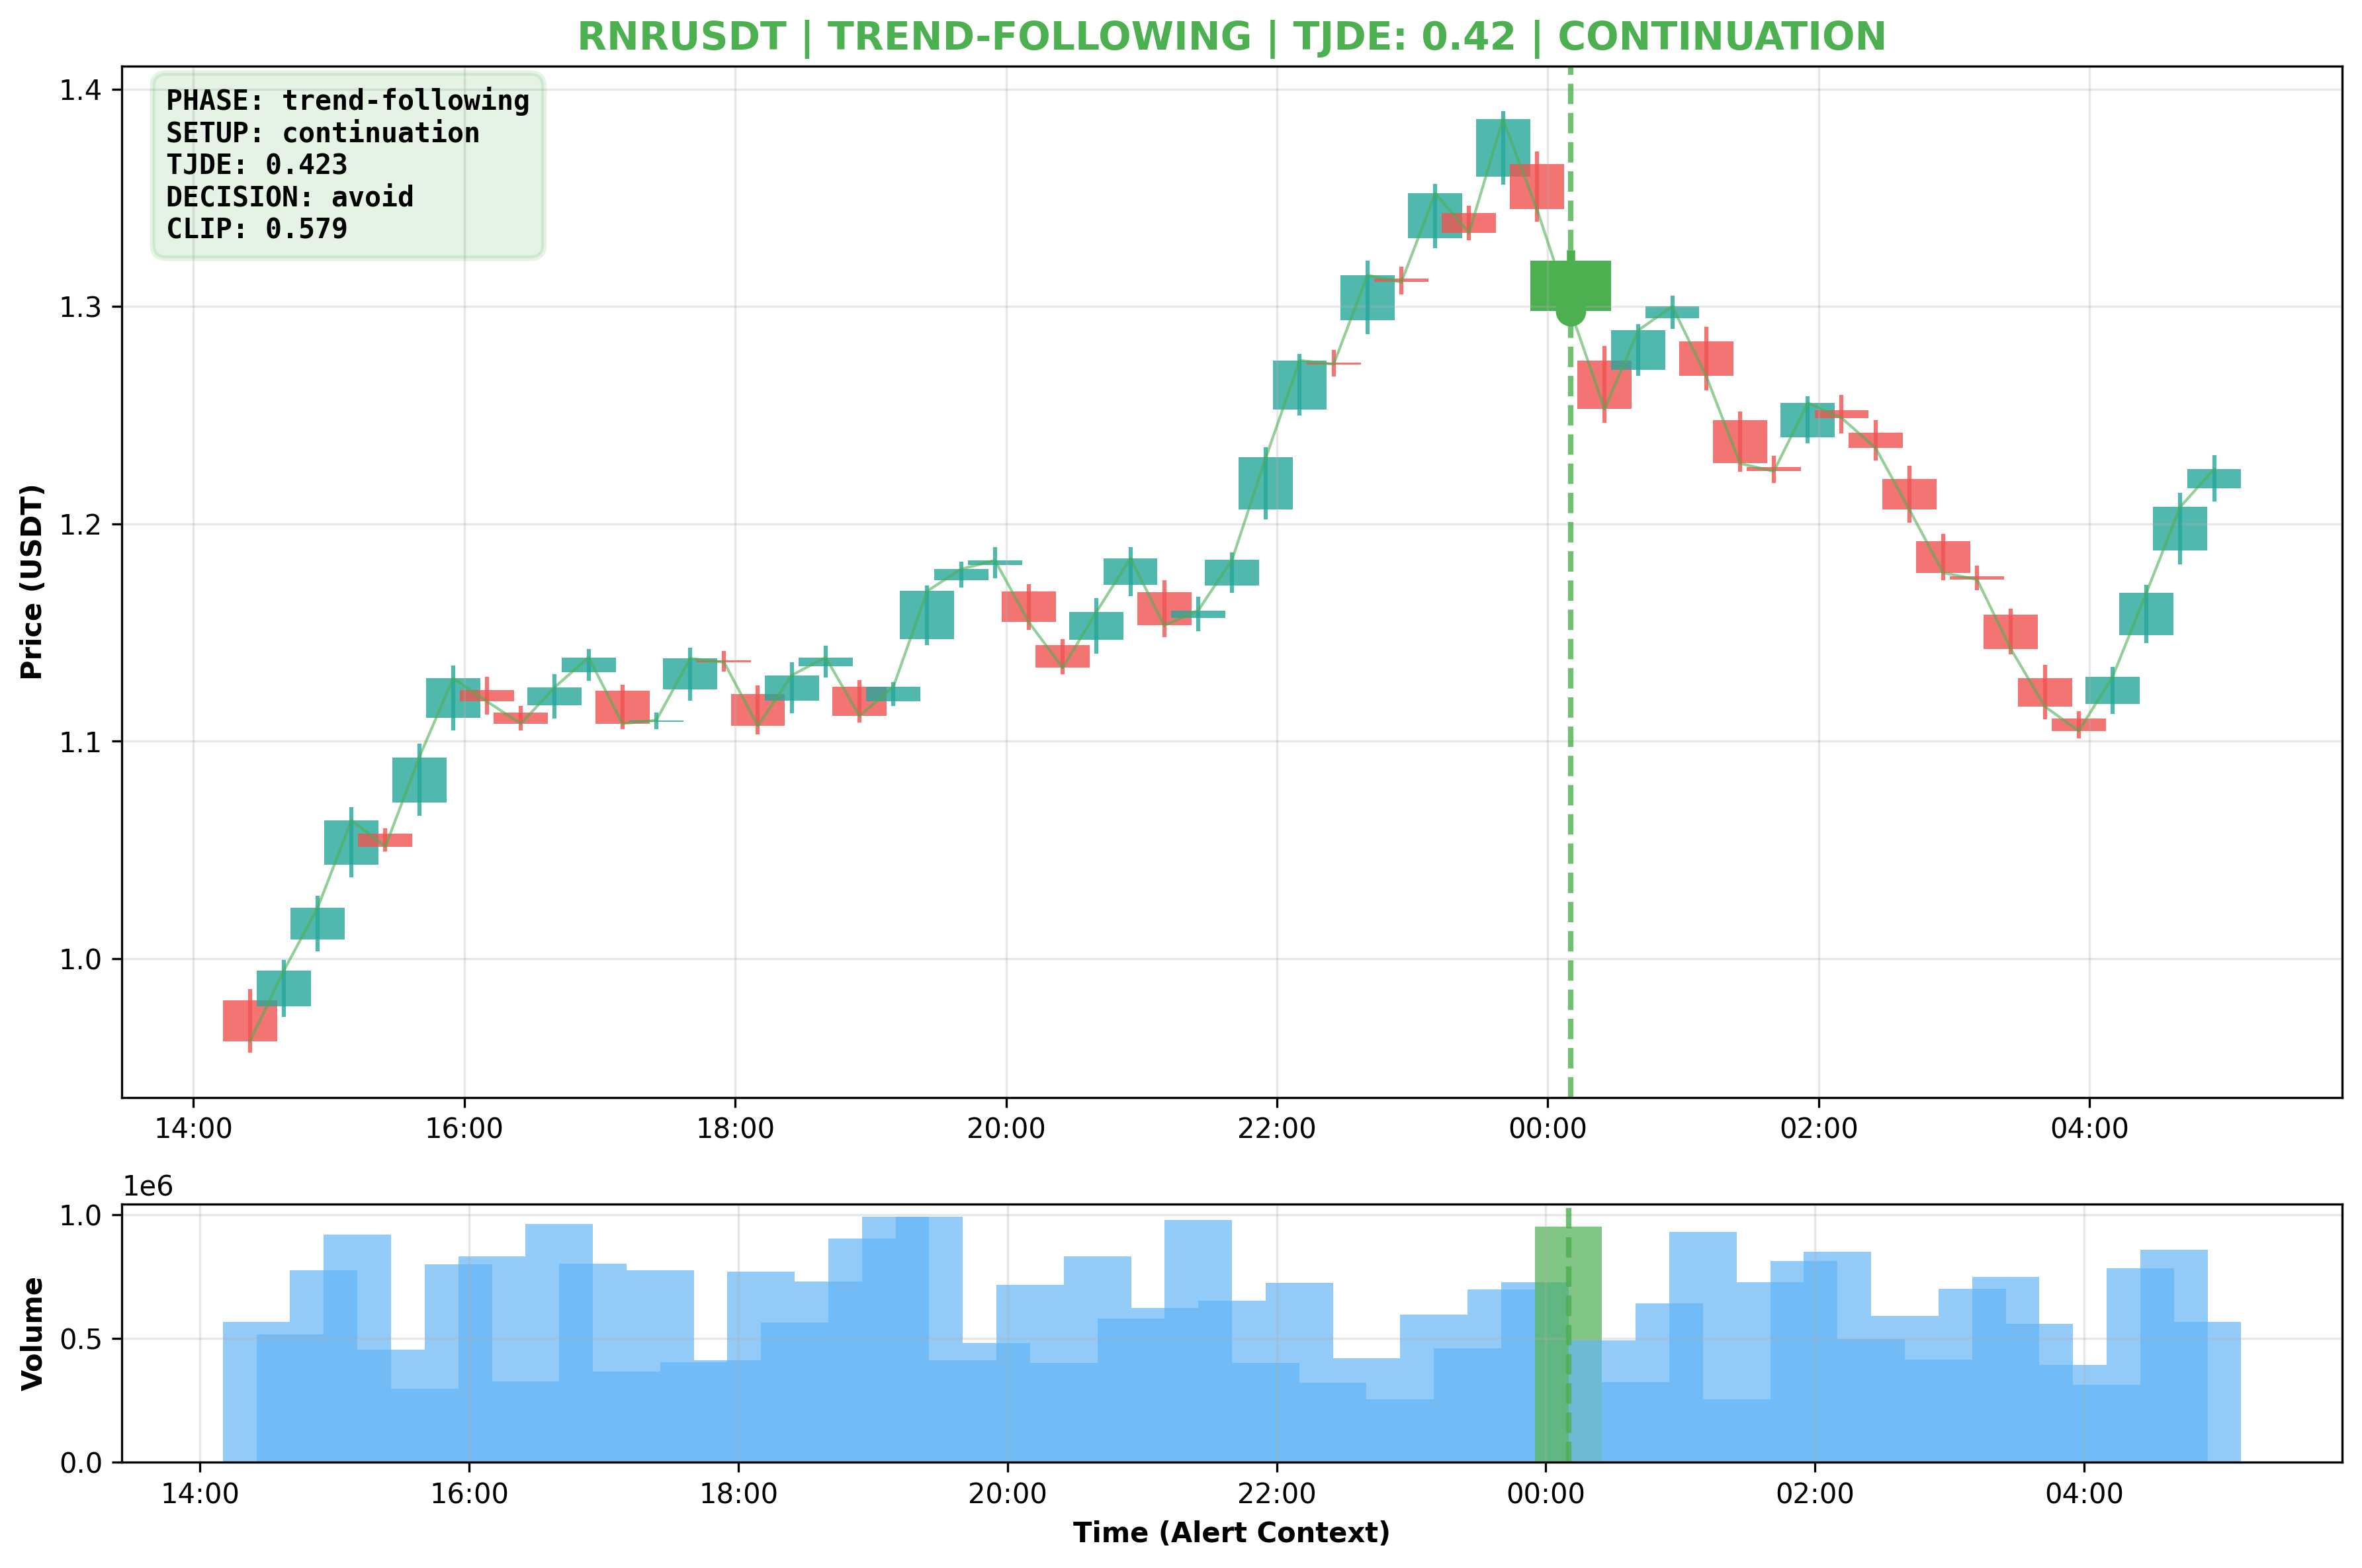 RNRUSDT | TREND-FOLLOWING | TJDE: 0.42 | CONTINUATION
PHASE: trend-following
SETUP: continuation
TJDE: 0.423
DECISION: avoid
CLIP: 0.579
Price (USDT)
1.4
1.3
1.2
1.1
1.0
14:00 16:00 18:00 20:00 22:00 00:00 02:00 04:00
1e6
Volume
1.0
0.5
0.0
14:00 16:00 18:00 20:00 22:00 00:00 02:00 04:00
Time (Alert Context)